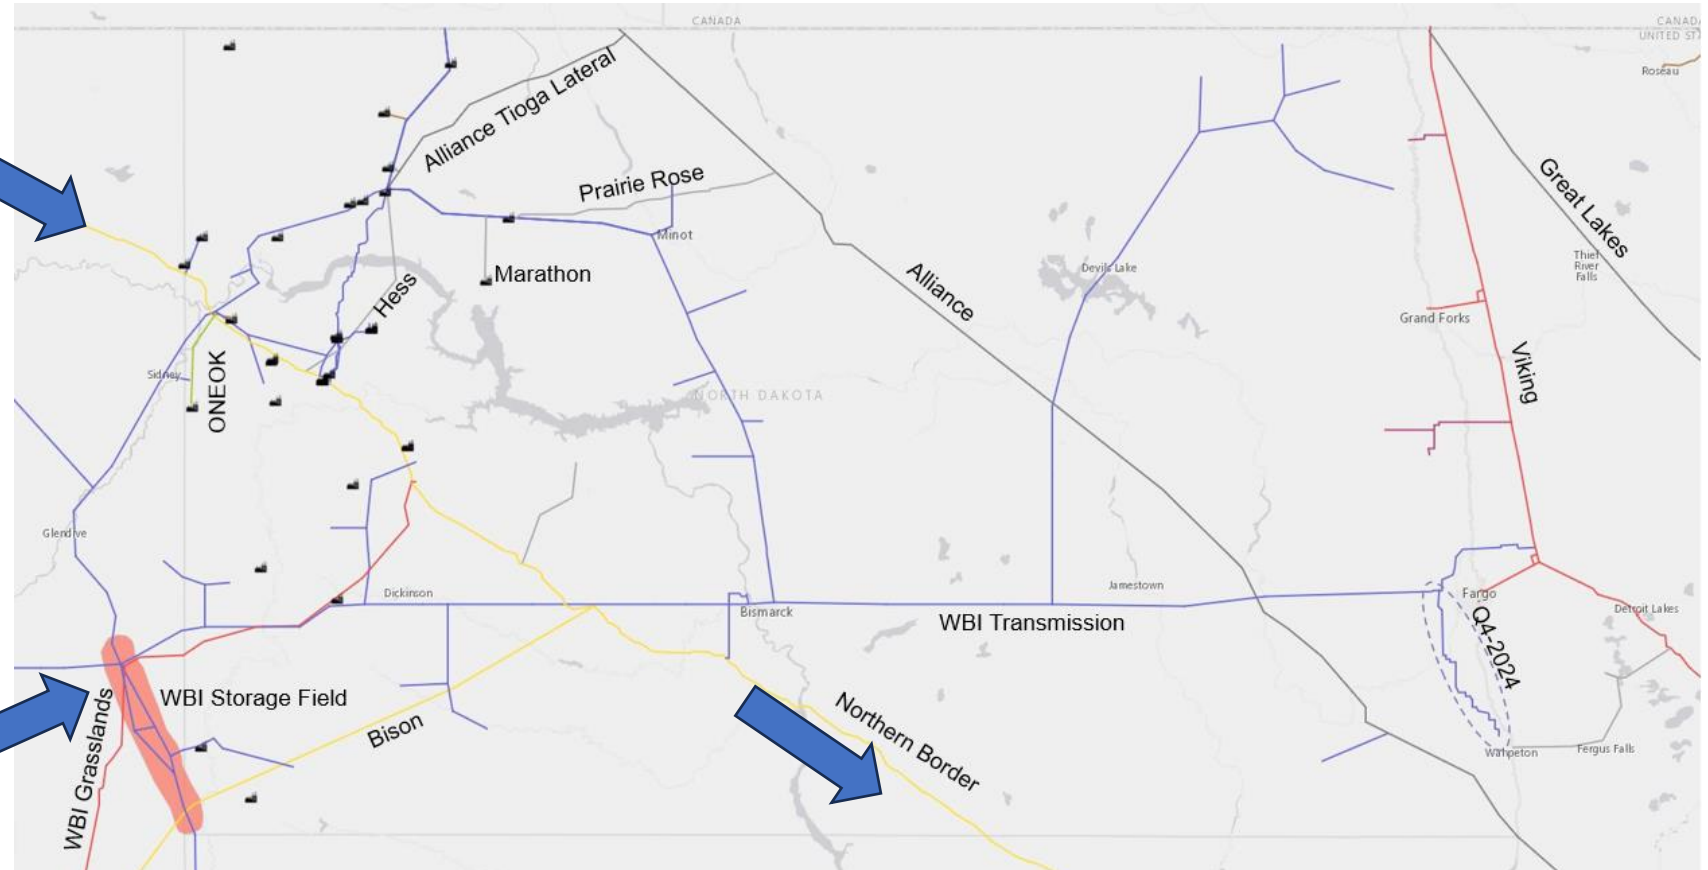 CANADA
CANADA
UNITED ST
Roseau
Alliance Tioga Lateral
Prairie Rose
Minot
Marathon
Hess
Alliance
Devils Lake
Great Lakes
Thief
River
Falls
Grand Forks
Viking
Sidney
ONEOK
NORTH DAKOTA
Glendive
Dickinson
Bismarck
Jamestown
WBI Transmission
Fargo
Detroit Lakes
Q4-2024
WBI Storage Field
WBI Grasslands
Bison
Northern Border
Wahpeton
Fergus Falls